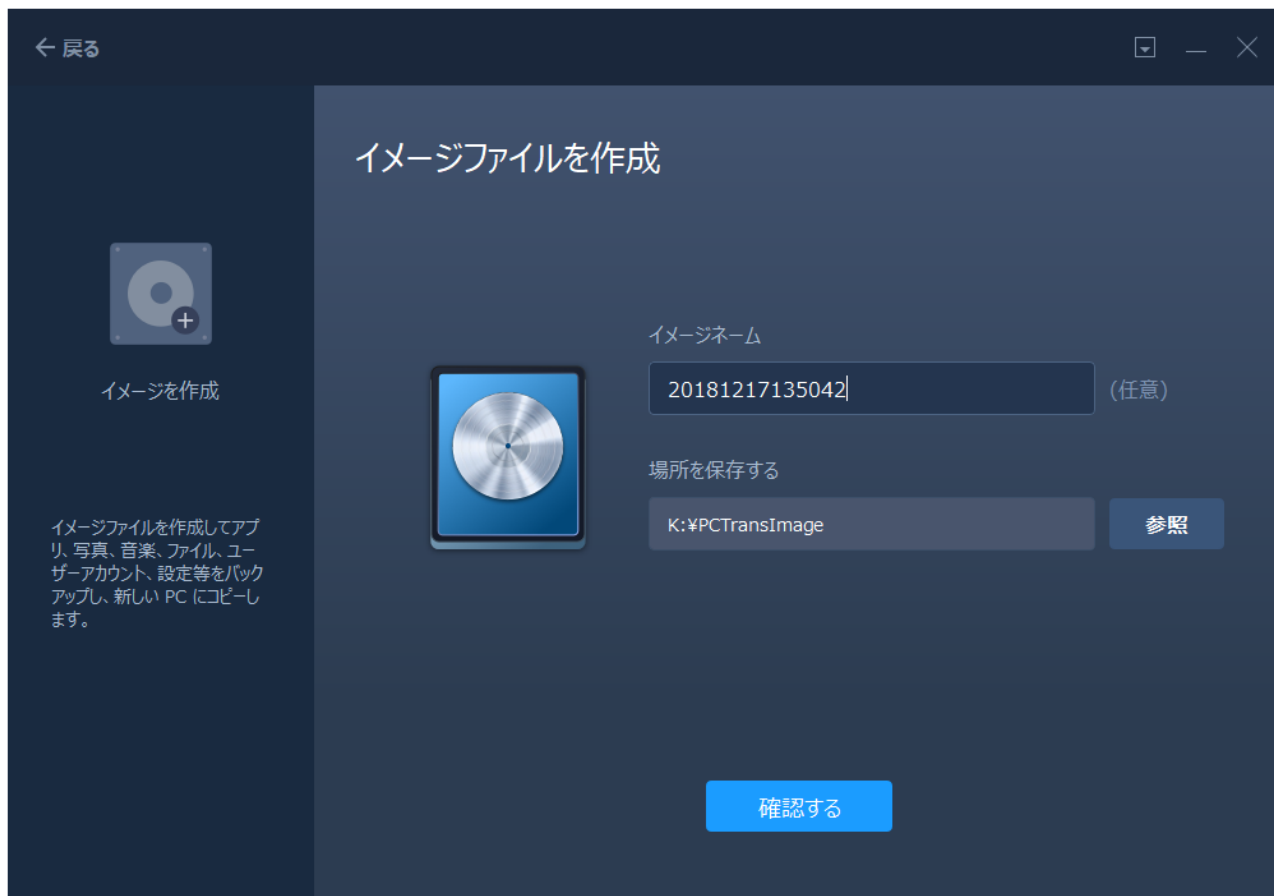 戻る
イメージファイルを作成
イメージを作成
イメージファイルを作成してアプ
リ、写真、音楽、ファイル、ユー
ザーアカウント、設定等をバック
アップし、新しい PC にコピーし
ます。
イメージネーム
20181217135042
(任意)
場所を保存する
K:¥PCTransImage
参照
確認する